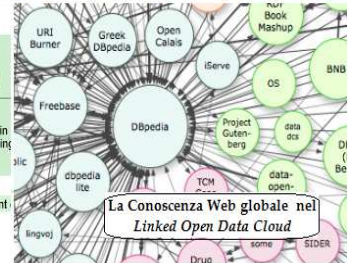 RDF
Book
Mashup
URI
Burner
Greek
DBpedia
Open
Calais
iServe
BNB
OS
Freebase
DBpedia
Project
Guten-
berg
data
dcs
dbpedia
lite
TCM
data-
open-
La Conoscenza Web globale nel
Linked Open Data Cloud
lingvoj
Drug
some
SIDER